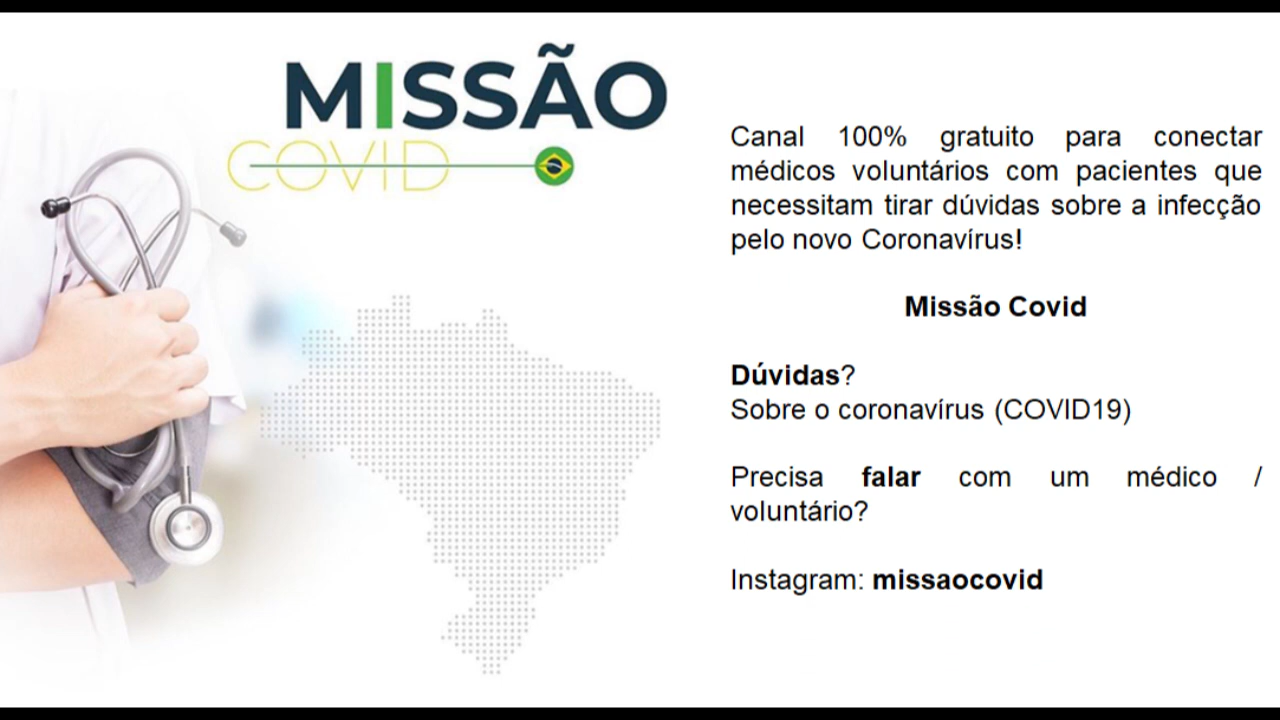 MISSÃO
COVID
Canal 100% gratuito para conectar
médicos voluntários com pacientes que
necessitam tirar dúvidas sobre a infecção
pelo novo Coronavírus!
Missão Covid
Dúvidas?
Sobre o coronavírus (COVID19)
Precisa falar com um médico /
voluntário?
Instagram: missaocovid